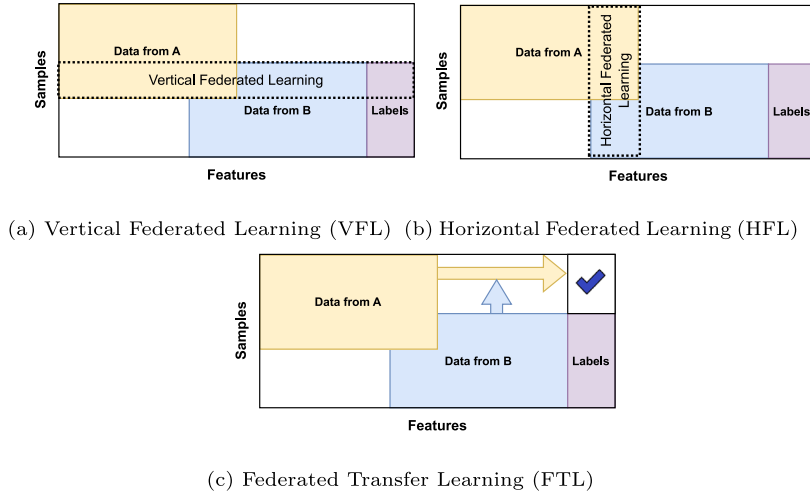 Data from A
Vertical Federated Learning
Data from B
Labels
Samples
Features
(a) Vertical Federated Learning (VFL)
Data from A
Horizontal Federated
Learning
Data from B
Labels
Samples
Features
(b) Horizontal Federated Learning (HFL)
Data from A
Data from B
Labels
Samples
Features
(c) Federated Transfer Learning (FTL)